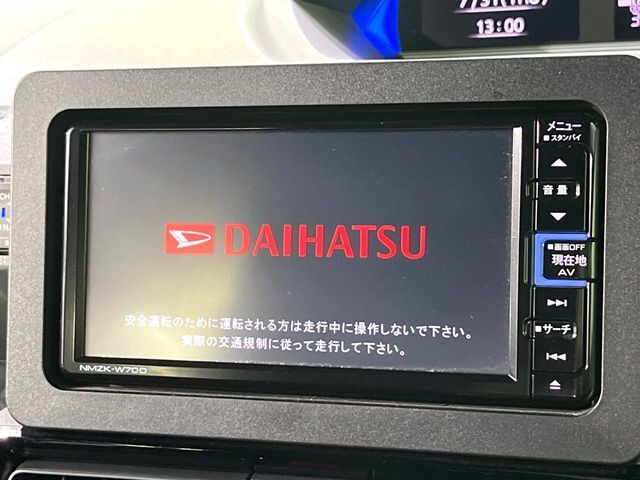 13:00
メニュー
■スタンバイ
音量
■画面OFF
現在地
AV
■サーチ
DAIHATSU
安全運転のために運転される方は走行中に操作しないで下さい。
実際の交通規制に従って走行して下さい。
NMZK-W70D